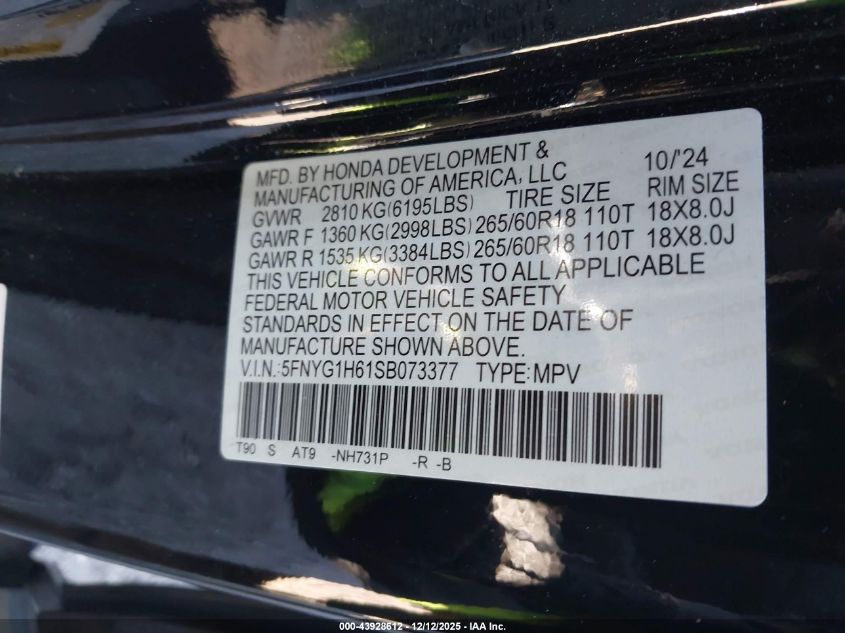 MFD. BY HONDA DEVELOPMENT & 10/'24
MANUFACTURING OF AMERICA, LLC
GVWR 2810 KG(6195LBS) TIRE SIZE RIM SIZE
GAWR F 1360 KG(2998LBS) 265/60R18 110T 18X8.0J
GAWR R 1535 KG(3384LBS) 265/60R18 110T 18X8.0J
THIS VEHICLE CONFORMS TO ALL APPLICABLE
FEDERAL MOTOR VEHICLE SAFETY
STANDARDS IN EFFECT ON THE DATE OF
MANUFACTURE SHOWN ABOVE.
V.I.N.:5FNYG1H61SB073377 TYPE:MPV
T90 S AT9 -NH731P -R -B
000-43928612 - 12/12/2025 - IAA Inc.